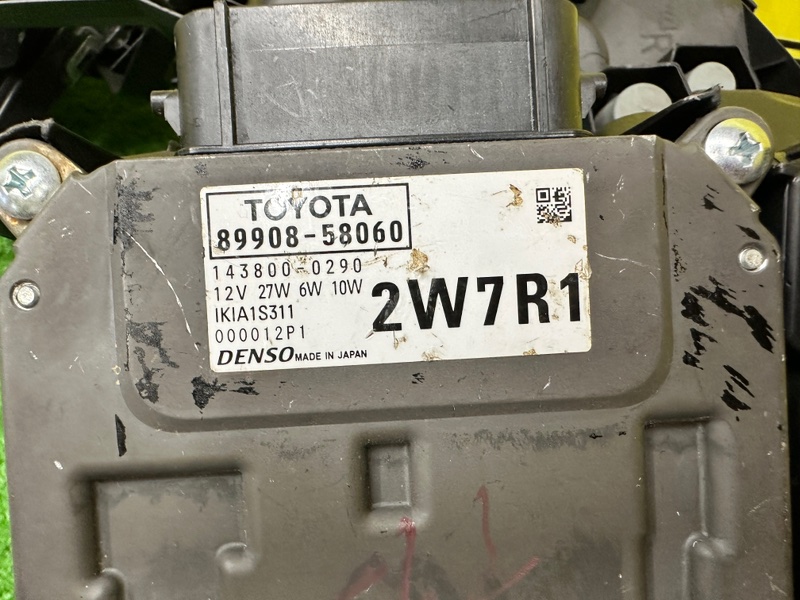 TOYOTA
89908-58060
143800-0290
12V 27W 6W 10W
IKIA1S311
000012P1
2W7R1
DENSO MADE IN JAPAN